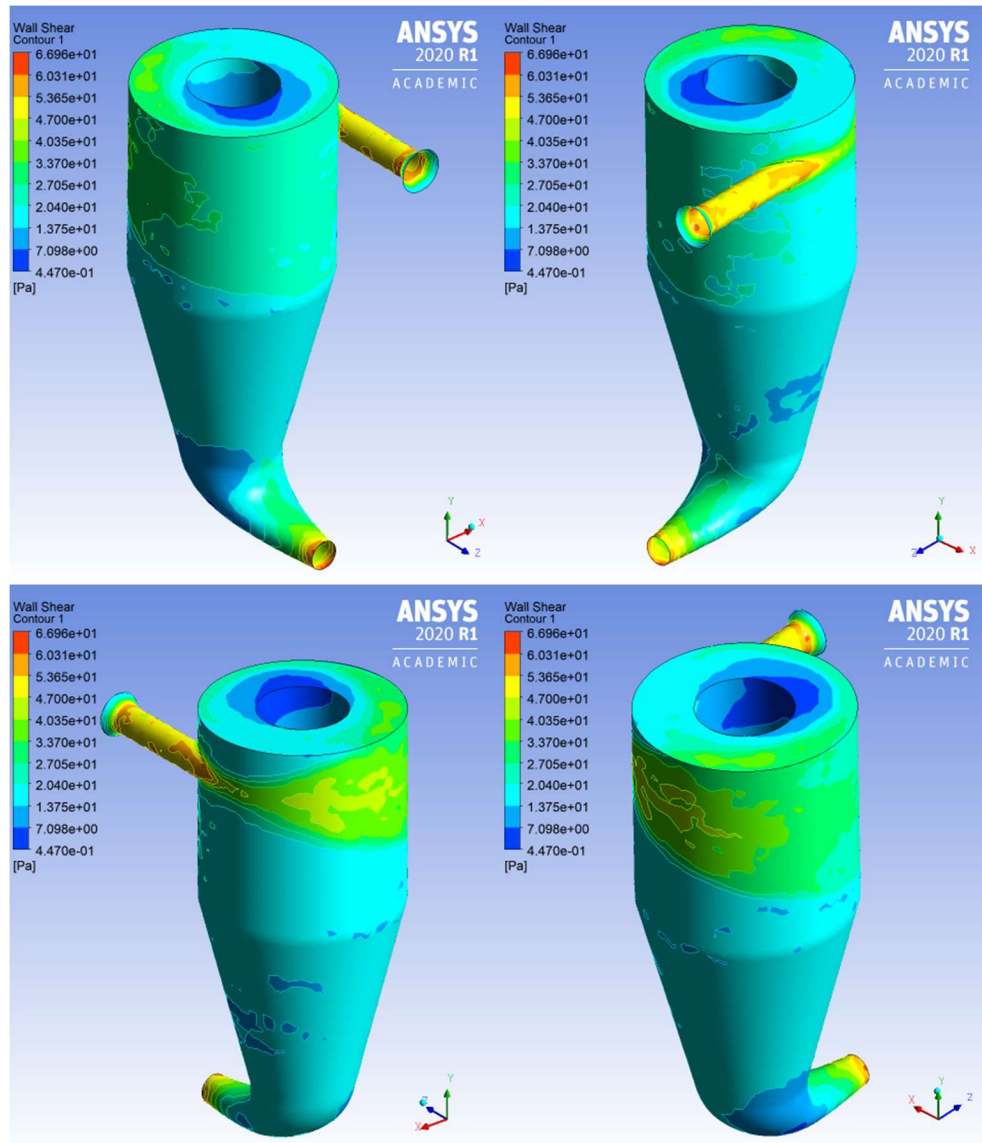 Wall Shear
Contour 1
6.696e+01
6.031e+01
5.365e+01
4.700e+01
4.035e+01
3.370e+01
2.705e+01
2.040e+01
1.375e+01
7.098e+00
4.470e-01
[Pa]
ANSYS
2020 R1
ACADEMIC
Y
X
Z
Wall Shear
Contour 1
6.696e+01
6.031e+01
5.365e+01
4.700e+01
4.035e+01
3.370e+01
2.705e+01
2.040e+01
1.375e+01
7.098e+00
4.470e-01
[Pa]
ANSYS
2020 R1
ACADEMIC
Y
Z
X
Wall Shear
Contour 1
6.696e+01
6.031e+01
5.365e+01
4.700e+01
4.035e+01
3.370e+01
2.705e+01
2.040e+01
1.375e+01
7.098e+00
4.470e-01
[Pa]
ANSYS
2020 R1
ACADEMIC
Y
Z
X
Wall Shear
Contour 1
6.696e+01
6.031e+01
5.365e+01
4.700e+01
4.035e+01
3.370e+01
2.705e+01
2.040e+01
1.375e+01
7.098e+00
4.470e-01
[Pa]
ANSYS
2020 R1
ACADEMIC
Y
X
Z